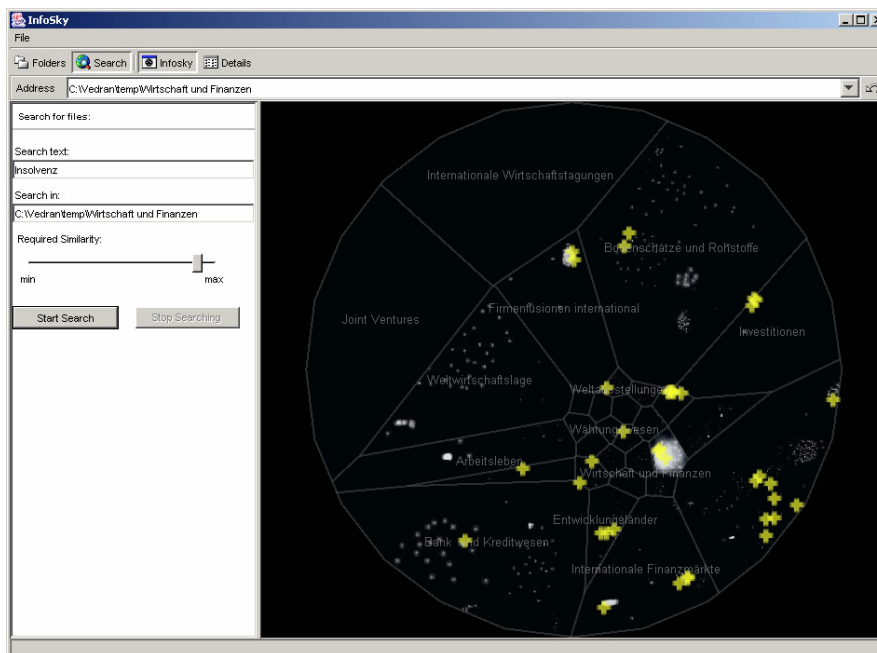 InfoSky
File
Folders Search Infosky Details
Address C:\Vedran\temp\Wirtschaft und Finanzen
Search for files:
Search text:
Insolvenz
Search in:
C:\Vedran\temp\Wirtschaft und Finanzen
Required Similarity:
min max
Start Search Stop Searching
Internationale Wirtschaftstagungen
Bodenschätze und Rohstoffe
Firmenfusionen international
Joint Ventures
Investitionen
Weltwirtschaftslage
Weltausstellungen
Währungswesen
Arbeitsleben
Wirtschaft und Finanzen
Entwicklungsländer
Bank- und Kreditwesen
Internationale Finanzmärkte